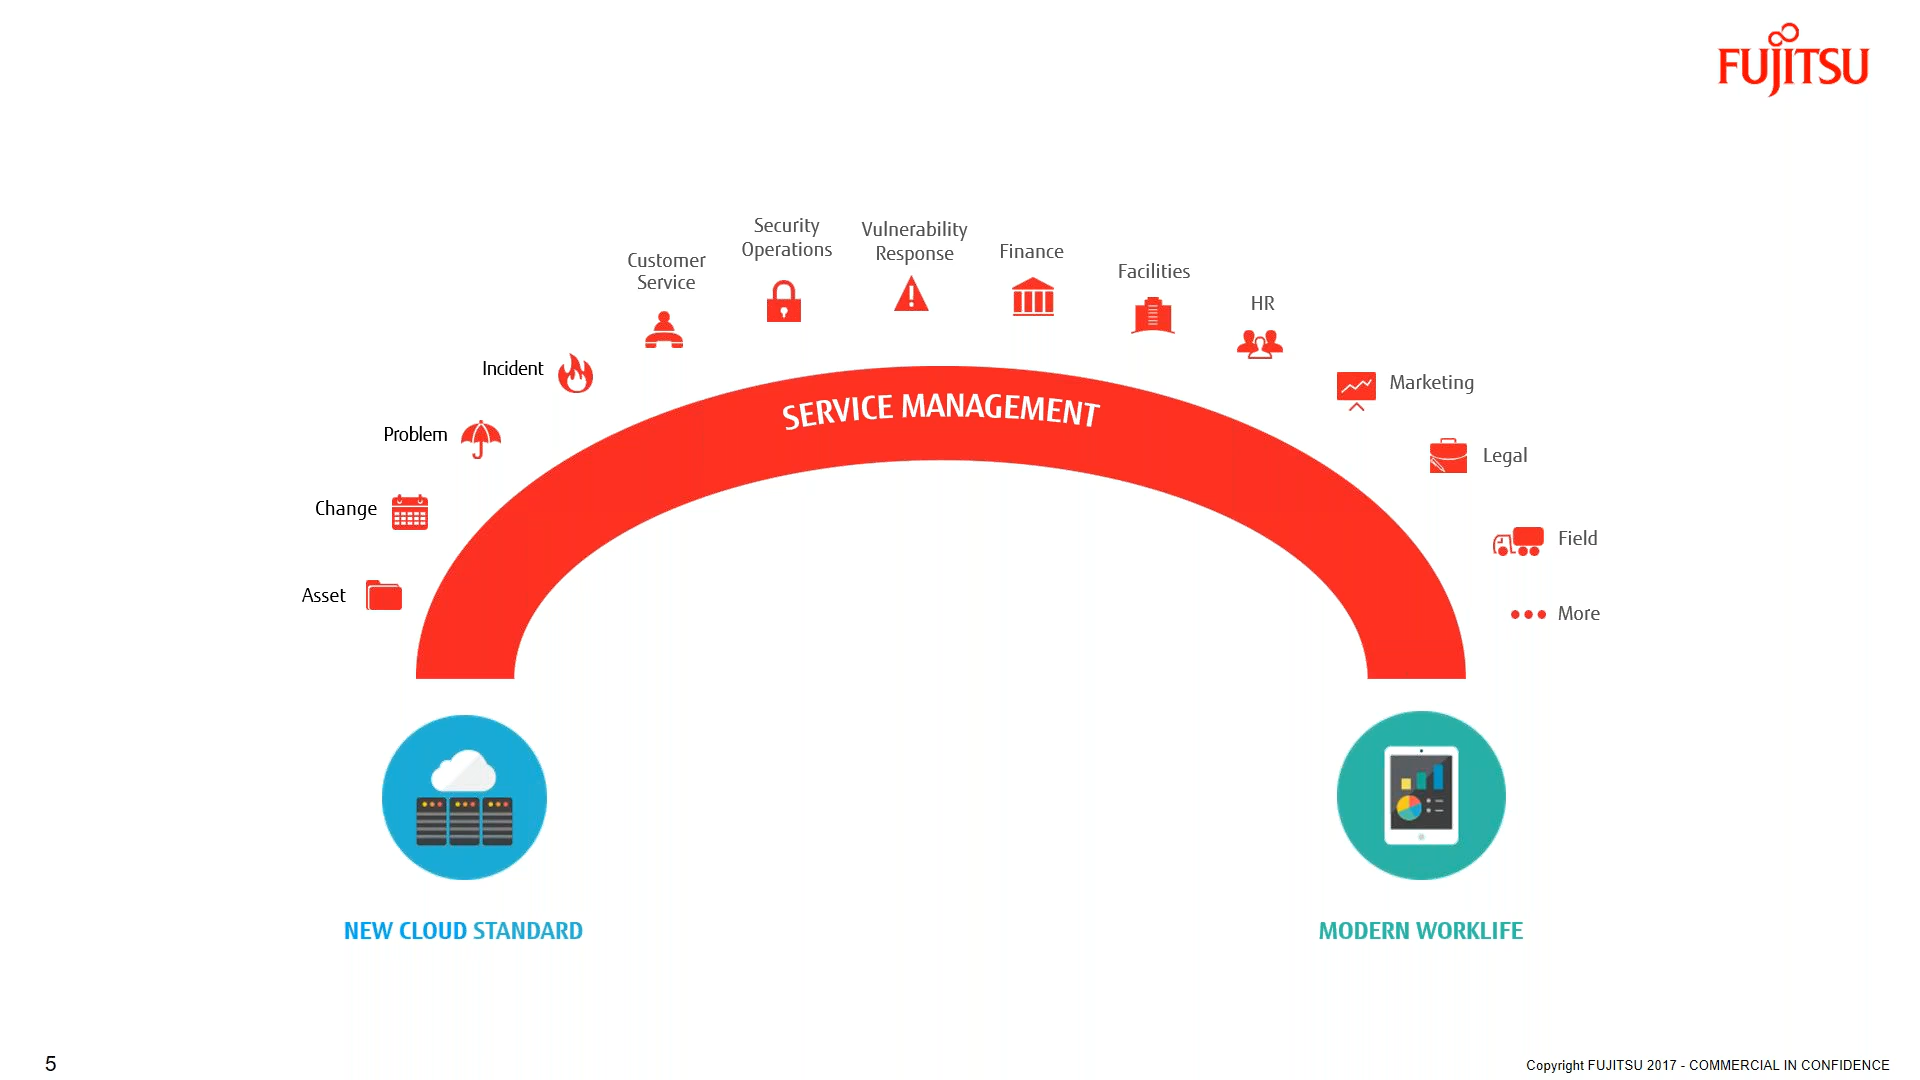 FUJITSU
Security
Operations
Vulnerability
Response
Finance
Customer
Service
Facilities
HR
Incident
Marketing
SERVICE MANAGEMENT
Problem
Legal
Change
Field
Asset
More
NEW CLOUD STANDARD
MODERN WORKLIFE
5
Copyright FUJITSU 2017 - COMMERCIAL IN CONFIDENCE